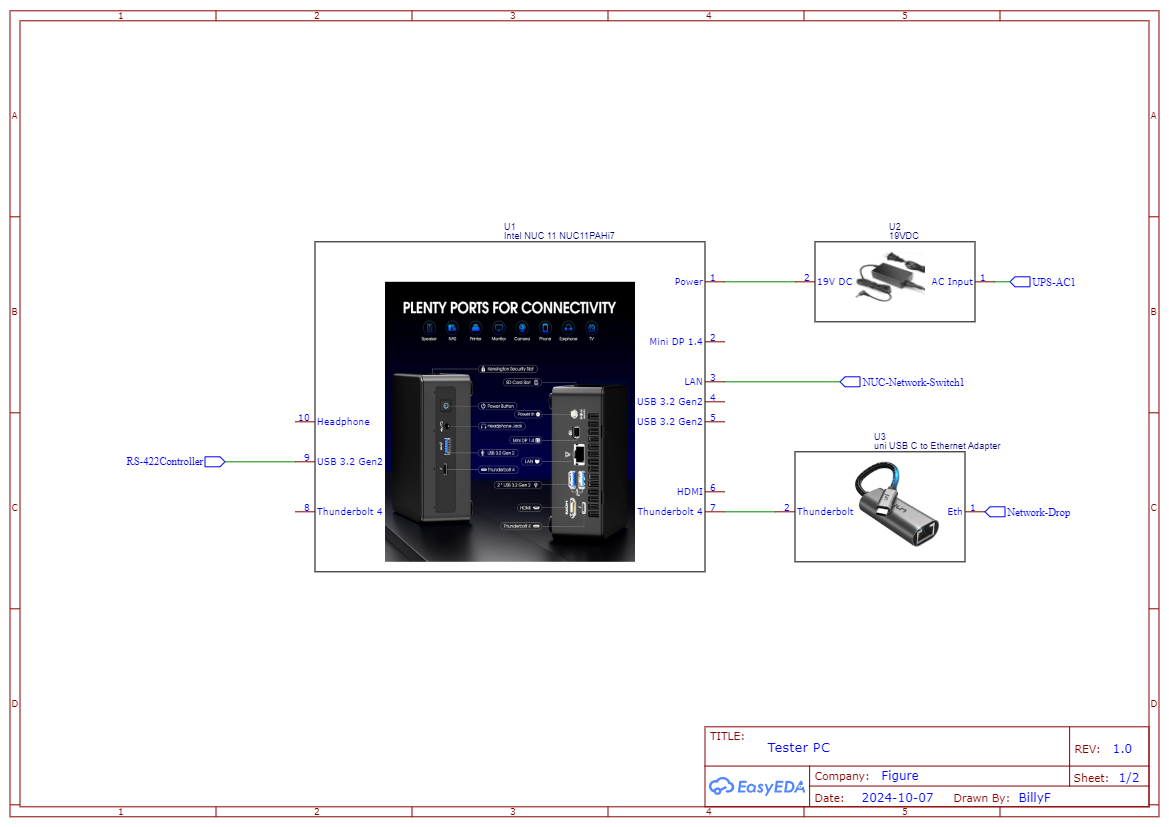 1 2 3 4 5
A A
U1
Intel NUC 11 NUC11PAHi7
U2
19VDC
Power 1
2 19V DC
AC Input 1
UPS-AC1
PLENTY PORTS FOR CONNECTIVITY
Speaker NAS Printer Monitor Camera Phone Earphone TV
B B
Mini DP 1.4 2
Kensington Security Slot
SD-Card Slot
LAN 3
NUC-Network-Switch1
USB 3.2 Gen2 4
Power Button
Power in
10 Headphone
USB 3.2 Gen2 5
Headphone Jack
Mini DP 1.4
U3
uni USB C to Ethernet Adapter
RS-422Controller
9 USB 3.2 Gen2
USB 3.2 Gen 2
LAN
Thunderbolt 4
2 * USB 3.2 Gen 2
HDMI 6
C C
8 Thunderbolt 4
HDMI
Thunderbolt 4
Thunderbolt 4 7
2 Thunderbolt
uni
Eth 1
Network-Drop
D D
TITLE:
Tester PC
REV: 1.0
EasyEDA
Company: Figure
Sheet: 1/2
Date: 2024-10-07 Drawn By: BillyF
1 2 3 4 5